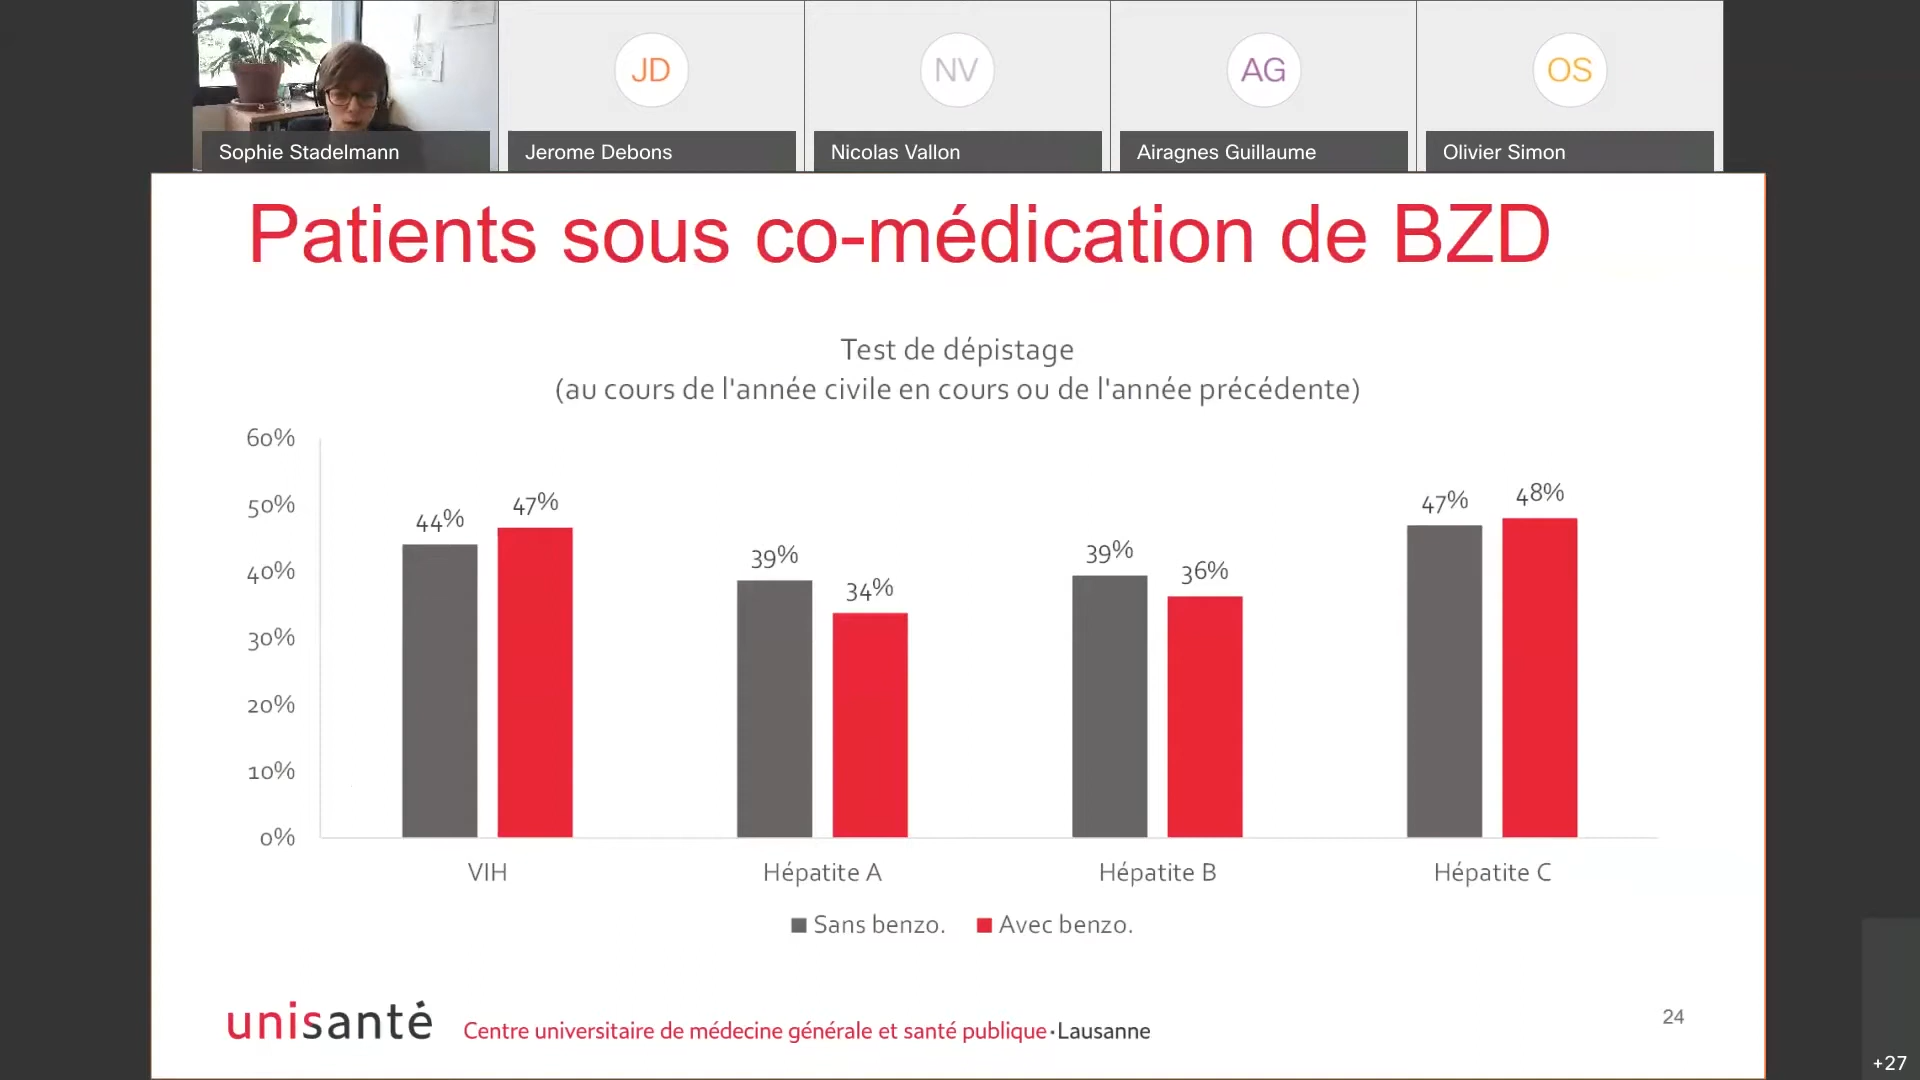 JD
NV
AG
OS
Sophie Stadelmann
Jerome Debons
Nicolas Vallon
Airagnes Guillaume
Olivier Simon
Patients sous co-médication de BZD
Test de dépistage
(au cours de l'année civile en cours ou de l'année précédente)
60%
50%
40%
30%
20%
10%
0%
44%
47%
39%
34%
39%
36%
47%
48%
VIH
Hépatite A
Hépatite B
Hépatite C
Sans benzo.
Avec benzo.
unisanté
Centre universitaire de médecine générale et santé publique · Lausanne
24
+27